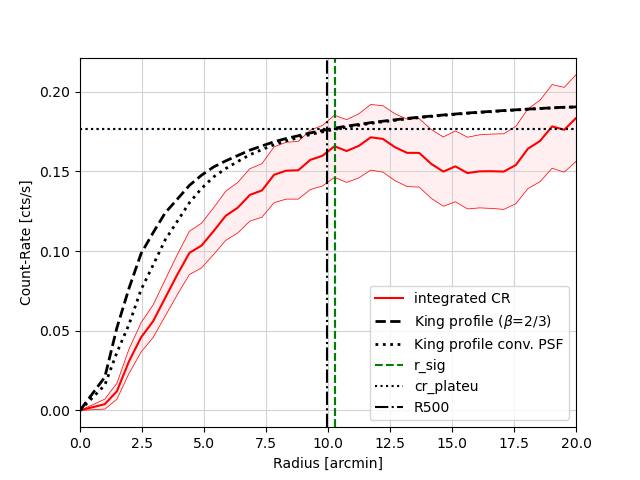 0.20
0.15
0.10
0.05
0.00
Count-Rate [cts/s]
integrated CR
King profile (β=2/3)
King profile conv. PSF
r_sig
cr_plateu
R500
0.0 2.5 5.0 7.5 10.0 12.5 15.0 17.5 20.0
Radius [arcmin]